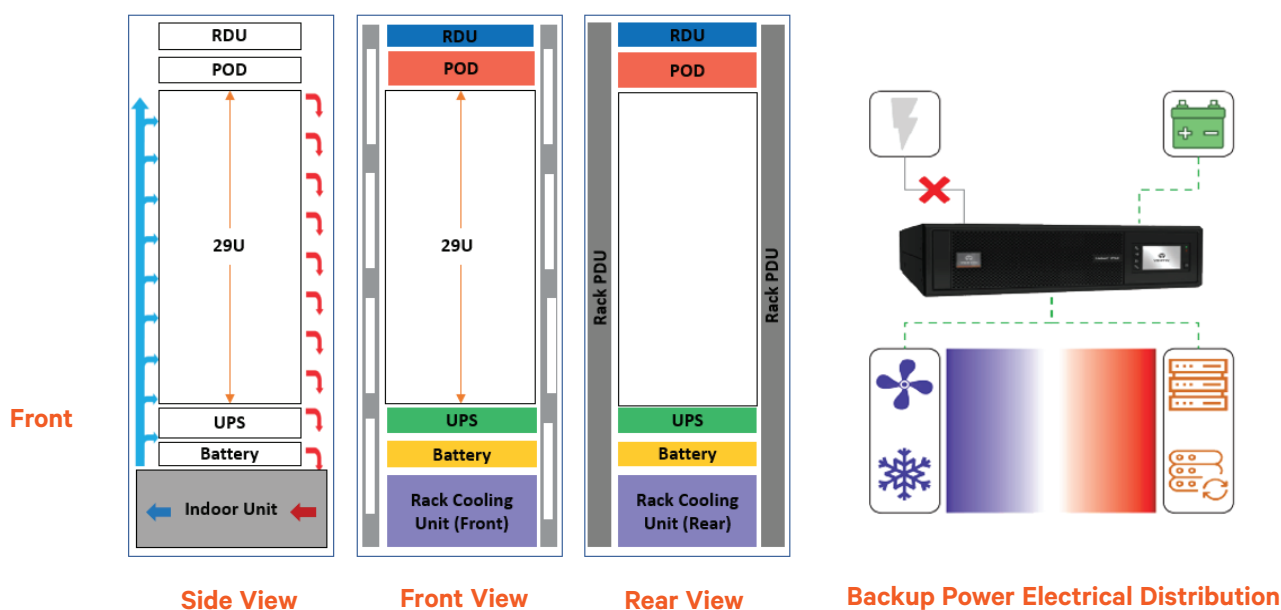 RDU
POD
29U
UPS
Battery
Indoor Unit
Front
Side View
RDU
POD
29U
UPS
Battery
Rack Cooling
Unit (Front)
Front View
RDU
POD
Rack PDU
Rack PDU
UPS
Battery
Rack Cooling
Unit (Rear)
Rear View
+ −
Backup Power Electrical Distribution